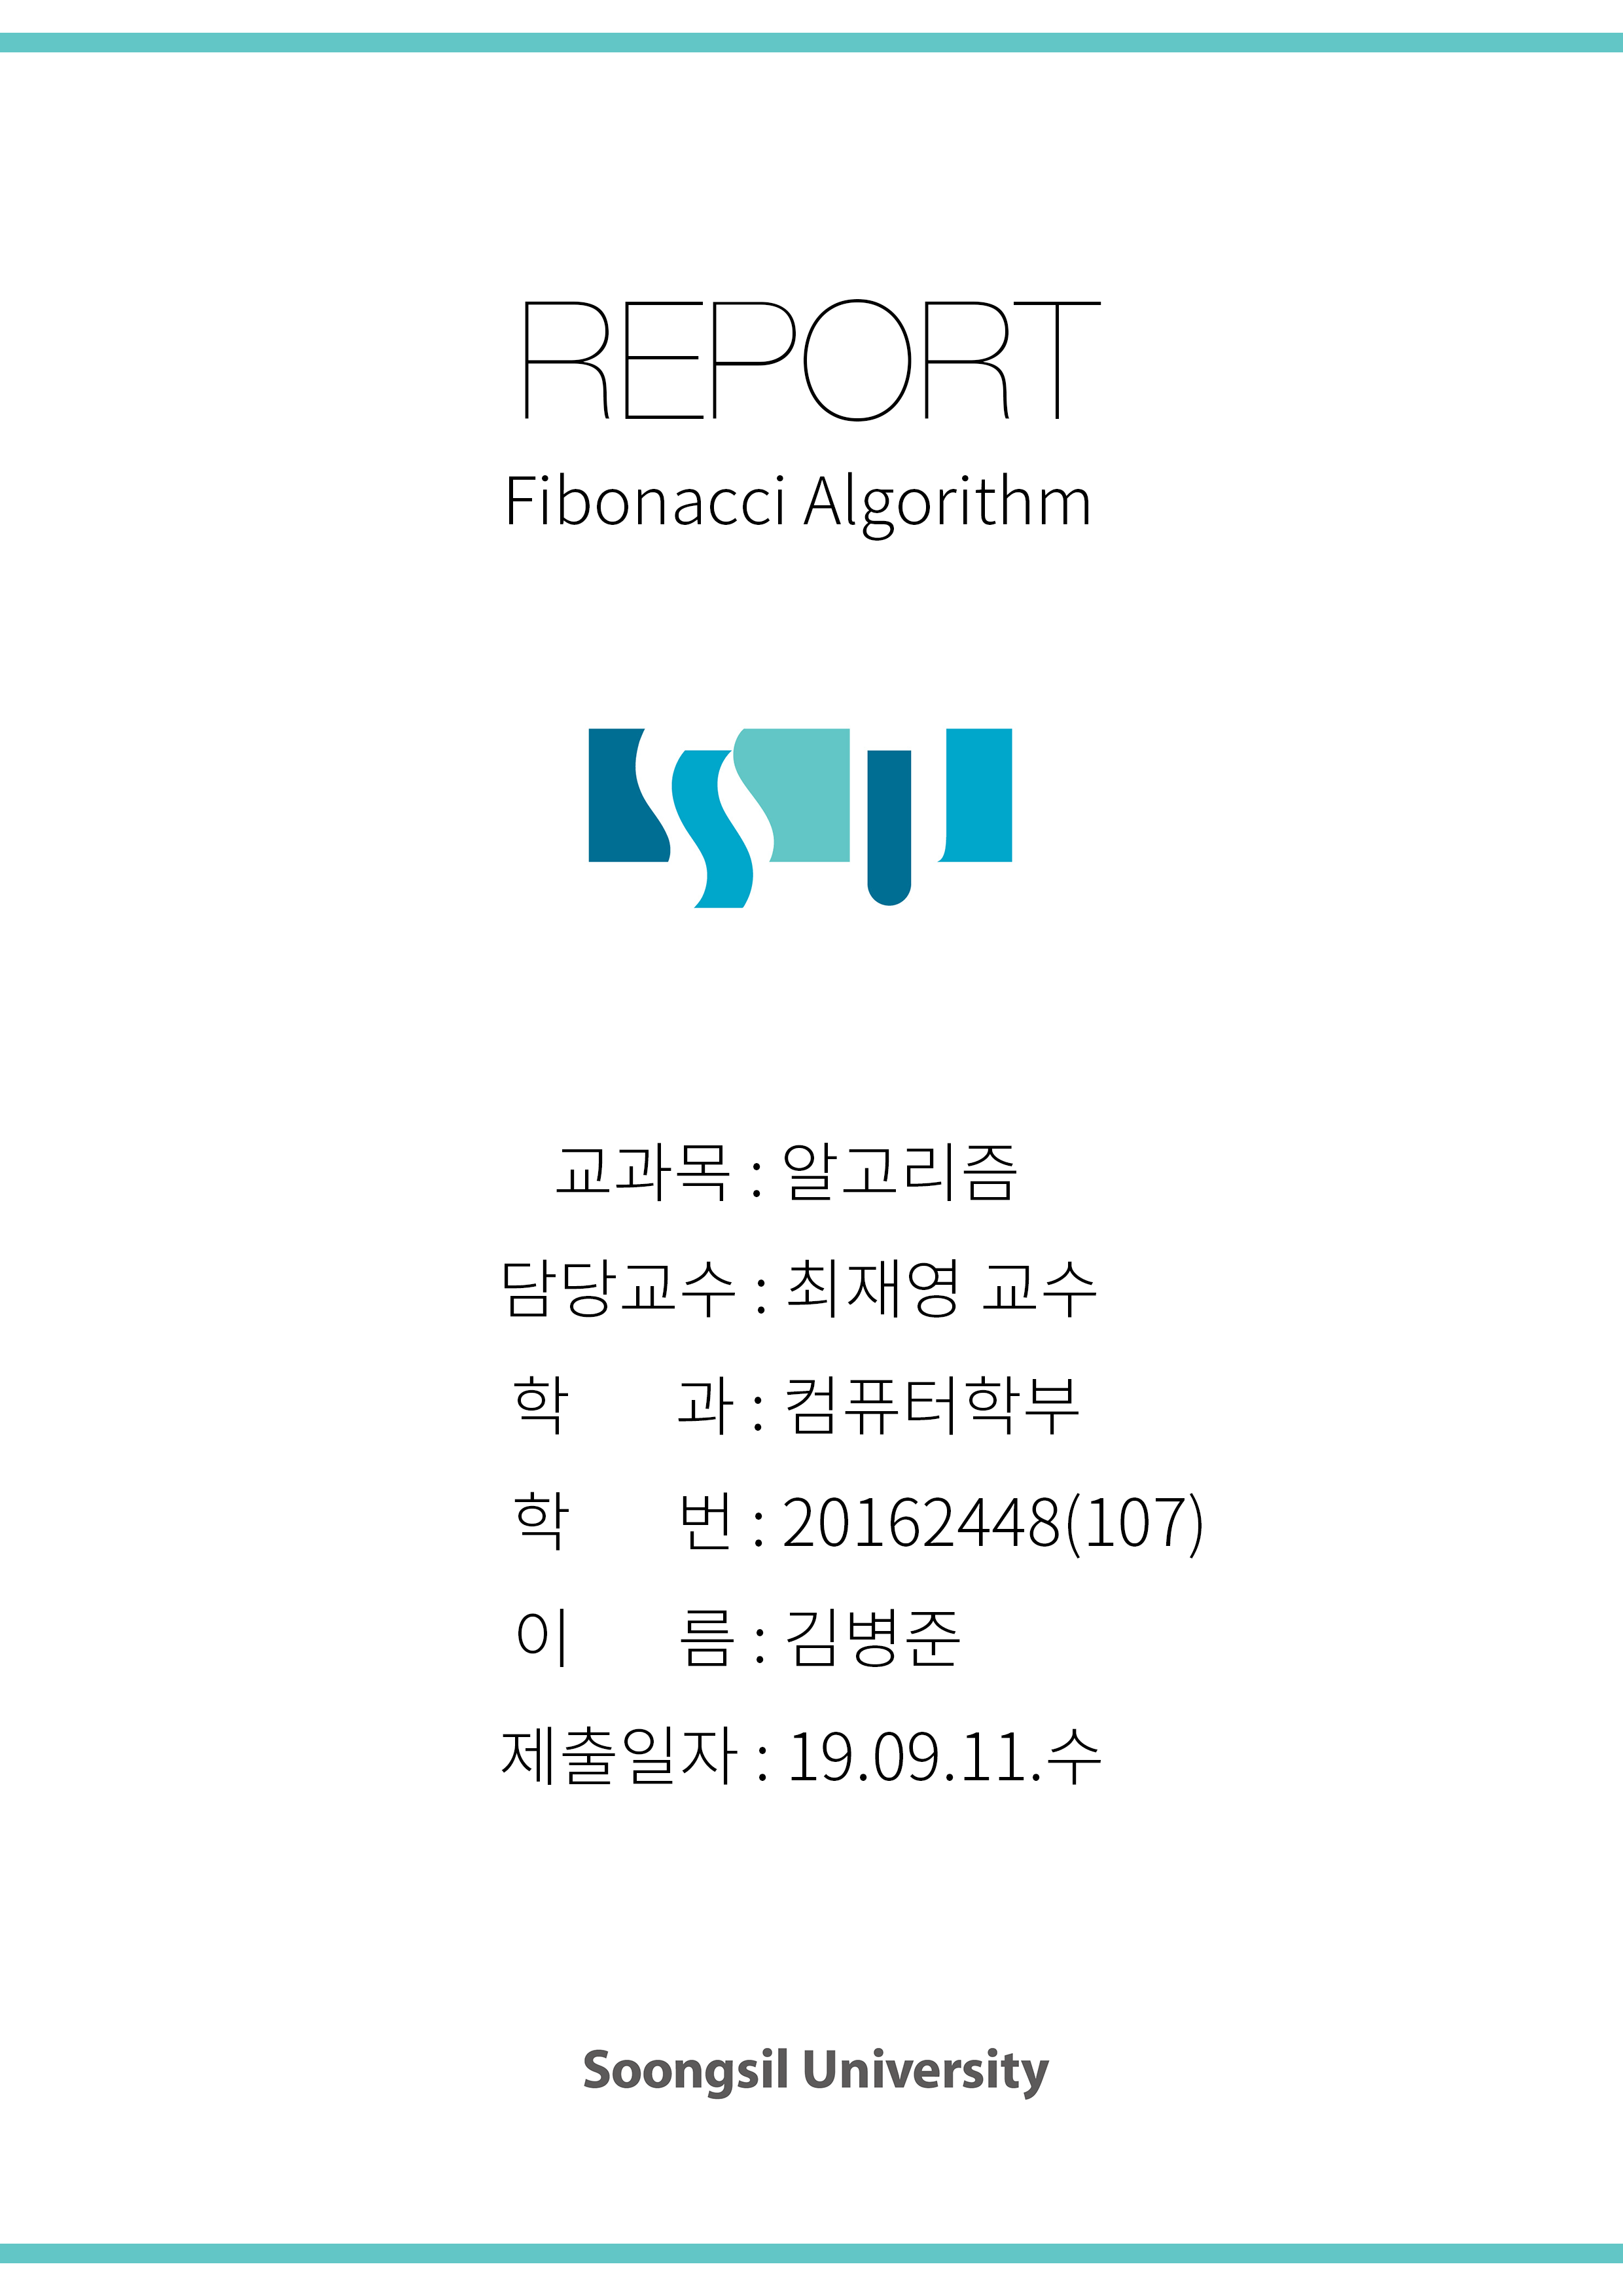 REPORT
Fibonacci Algorithm
SSU
교과목 : 알고리즘
담당교수 : 최재영 교수
학 과 : 컴퓨터학부
학 번 : 20162448(107)
이 름 : 김병준
제출일자 : 19.09.11.수
Soongsil University